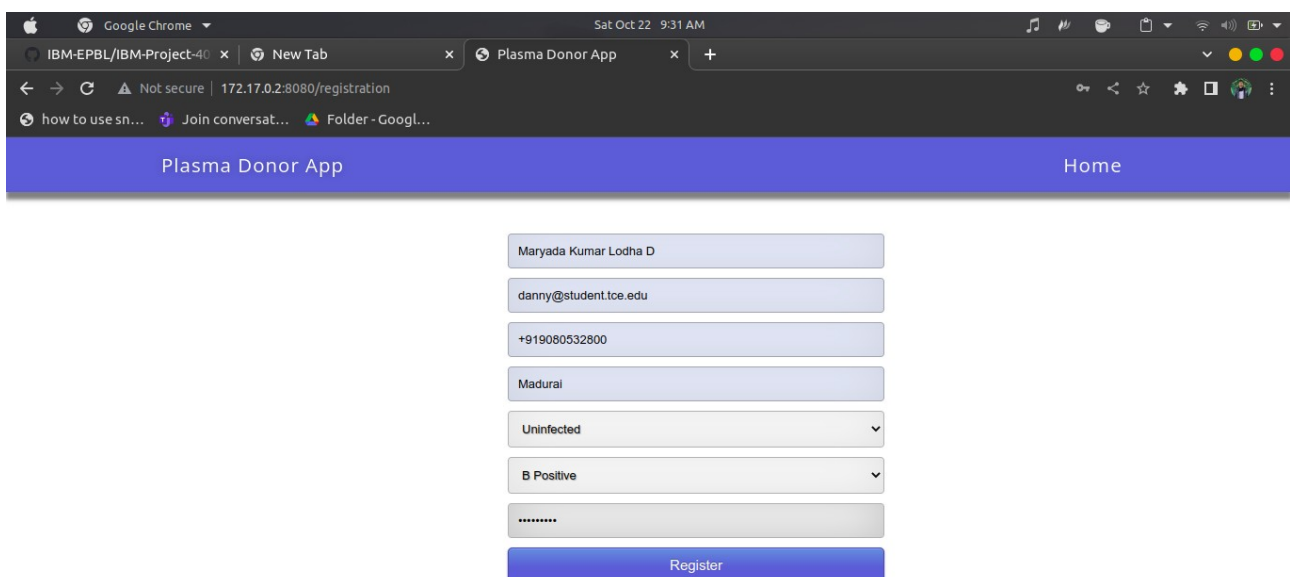 Google Chrome Sat Oct 22 9:31 AM
IBM-EPBL/IBM-Project-40 New Tab Plasma Donor App
Not secure 172.17.0.2:8080/registration
how to use sn... Join conversat... Folder - Googl...
Plasma Donor App Home
Maryada Kumar Lodha D
danny@student.tce.edu
+919080532800
Madurai
Uninfected
B Positive
•••••••••
Register